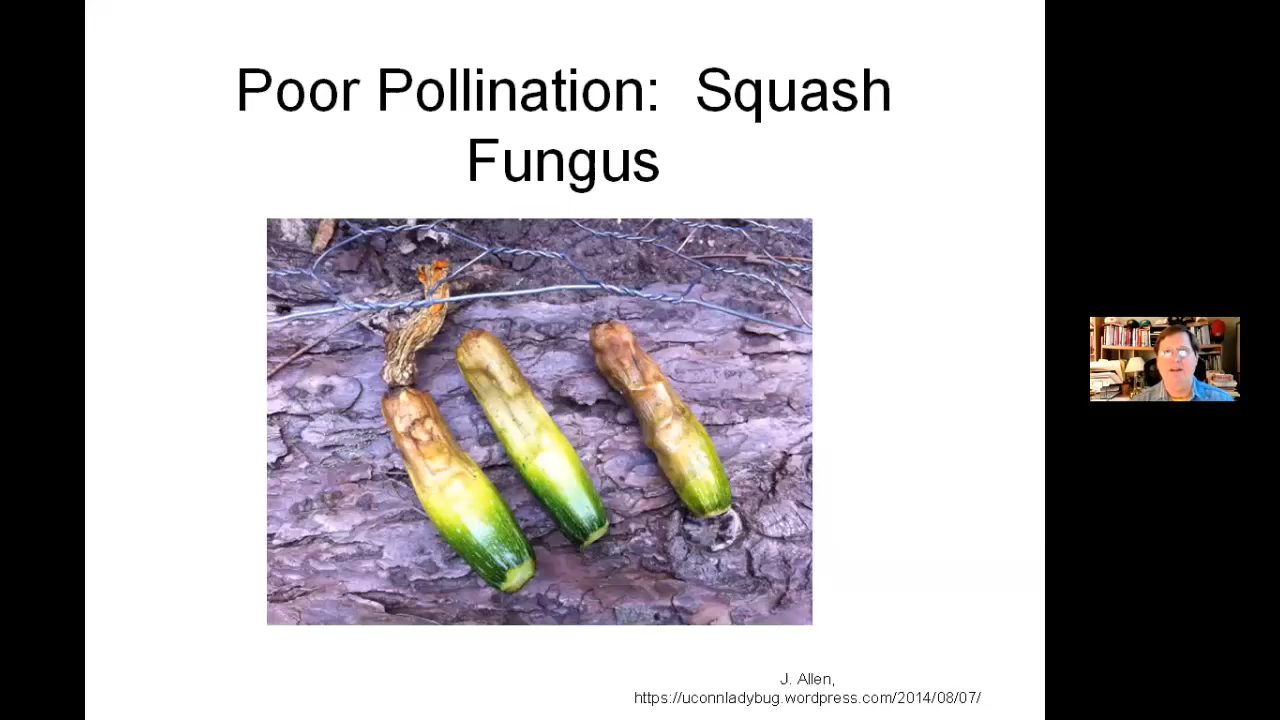 Poor Pollination:  Squash
Fungus
J. Allen,
https://uconnladybug.wordpress.com/2014/08/07/